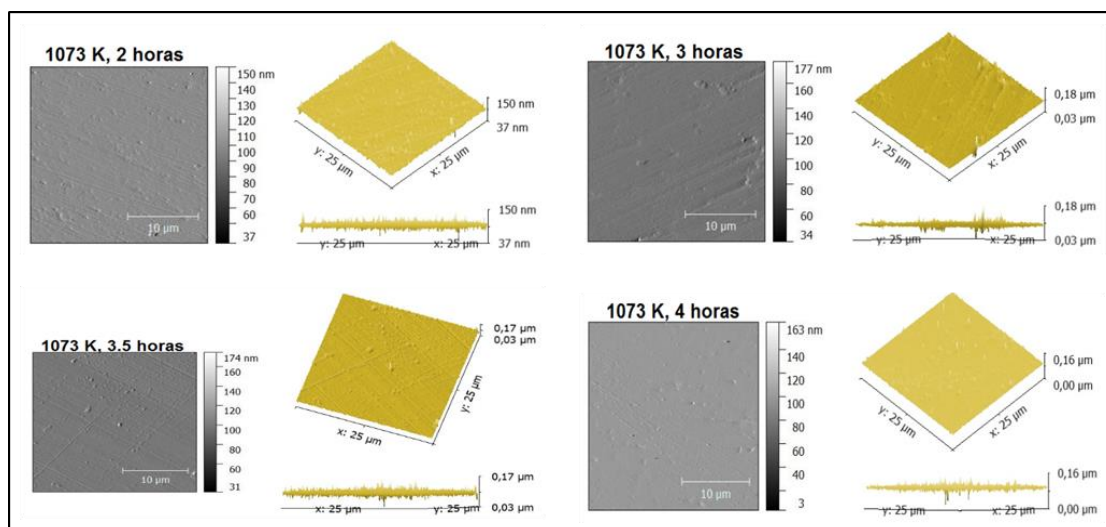 1073 K, 2 horas
150 nm
140
130
120
110
100
90
80
70
60
37
10 µm
150 nm
37 nm
y: 25 µm
x: 25 µm
150 nm
37 nm
y: 25 µm
x: 25 µm
1073 K, 3 horas
177 nm
160
140
120
100
80
60
34
10 µm
0,18 µm
0,03 µm
y: 25 µm
x: 25 µm
0,18 µm
0,03 µm
y: 25 µm
x: 25 µm
1073 K, 3.5 horas
174 nm
160
140
120
100
80
60
31
10 µm
0,17 µm
0,03 µm
y: 25 µm
x: 25 µm
0,17 µm
0,03 µm
x: 25 µm
y: 25 µm
1073 K, 4 horas
163 nm
140
120
100
80
60
40
3
10 µm
0,16 µm
0,00 µm
y: 25 µm
x: 25 µm
0,16 µm
0,00 µm
y: 25 µm
x: 25 µm